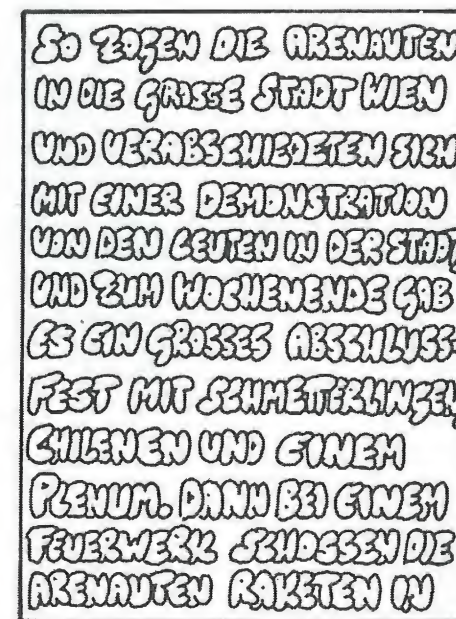 SO ZOGEN DIE ARENAUTEN
IN DIE GROSSE STADT WIEN
UND VERABSCHIEDETEN SICH
MIT EINER DEMONSTRATION
VON DEN LEUTEN IN DER STADT
UND ZUM WOCHENENDE GAB
ES EIN GROSSES ABSCHLUSS-
FEST MIT SCHMETTERLINGEN,
CHILENEN UND EINEM
PLENUM. DANN BEI EINEM
FEUERWERK SCHOSSEN DIE
ARENAUTEN RAKETEN IN